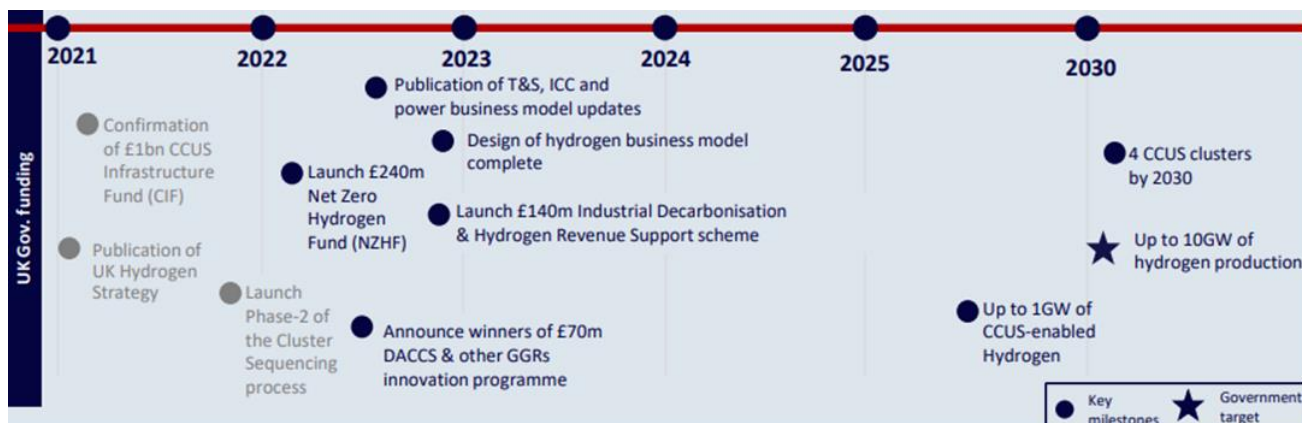 2021
2022
2023
2024
2025
2030
UK Gov. funding
Confirmation
of £1bn CCUS
Infrastructure
Fund (CIF)
Publication of
UK Hydrogen
Strategy
Launch
Phase-2 of
the Cluster
Sequencing
process
Launch £240m
Net Zero
Hydrogen
Fund (NZHF)
Publication of T&S, ICC and
power business model updates
Design of hydrogen business model
complete
Launch £140m Industrial Decarbonisation
& Hydrogen Revenue Support scheme
Announce winners of £70m
DACCS & other GGRs
innovation programme
Up to 1GW of
CCUS-enabled
Hydrogen
4 CCUS clusters
by 2030
Up to 10GW of
hydrogen production
Key
milestones
Government
target